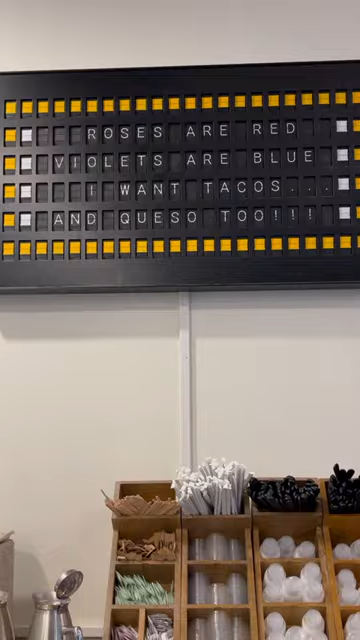 ROSES ARE RED
VIOLETS ARE BLUE
I WANT TACOS...
AND QUESO TOO!!!